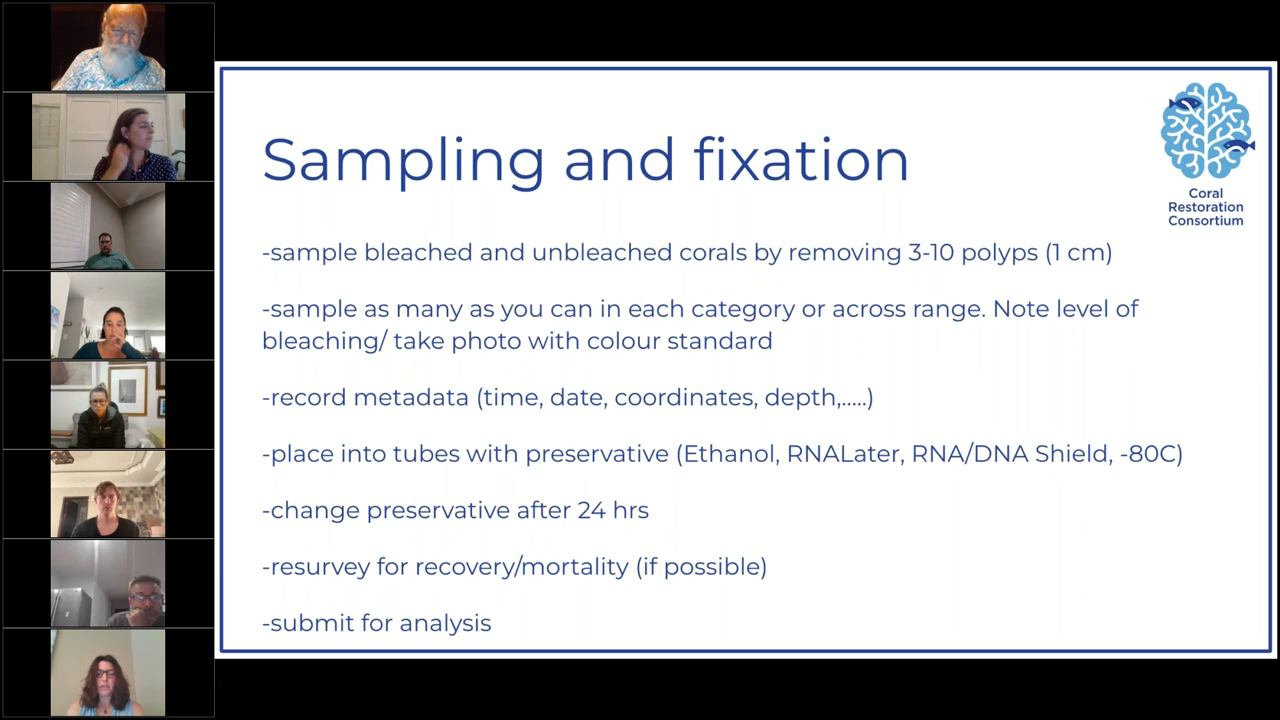 Sampling and fixation
Coral
Restoration
Consortium
-sample bleached and unbleached corals by removing 3-10 polyps (1 cm)
-sample as many as you can in each category or across range. Note level of
bleaching/ take photo with colour standard
-record metadata (time, date, coordinates, depth,.....)
-place into tubes with preservative (Ethanol, RNALater, RNA/DNA Shield, -80C)
-change preservative after 24 hrs
-resurvey for recovery/mortality (if possible)
-submit for analysis